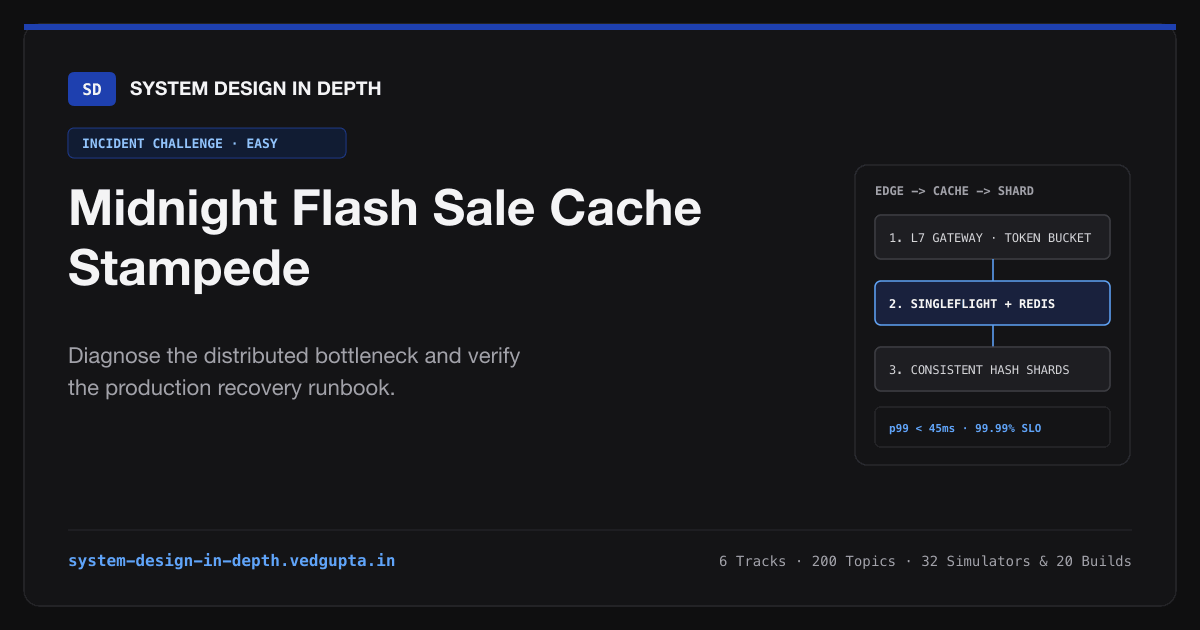 SD
SYSTEM DESIGN IN DEPTH
INCIDENT CHALLENGE · EASY
Midnight Flash Sale Cache
Stampede
Diagnose the distributed bottleneck and verify
the production recovery runbook.
EDGE −> CACHE −> SHARD
1. L7 GATEWAY · TOKEN BUCKET
2. SINGLEFLIGHT + REDIS
3. CONSISTENT HASH SHARDS
p99 < 45ms · 99.99% SLO
system-design-in-depth.vedgupta.in
6 Tracks · 200 Topics · 32 Simulators & 20 Builds